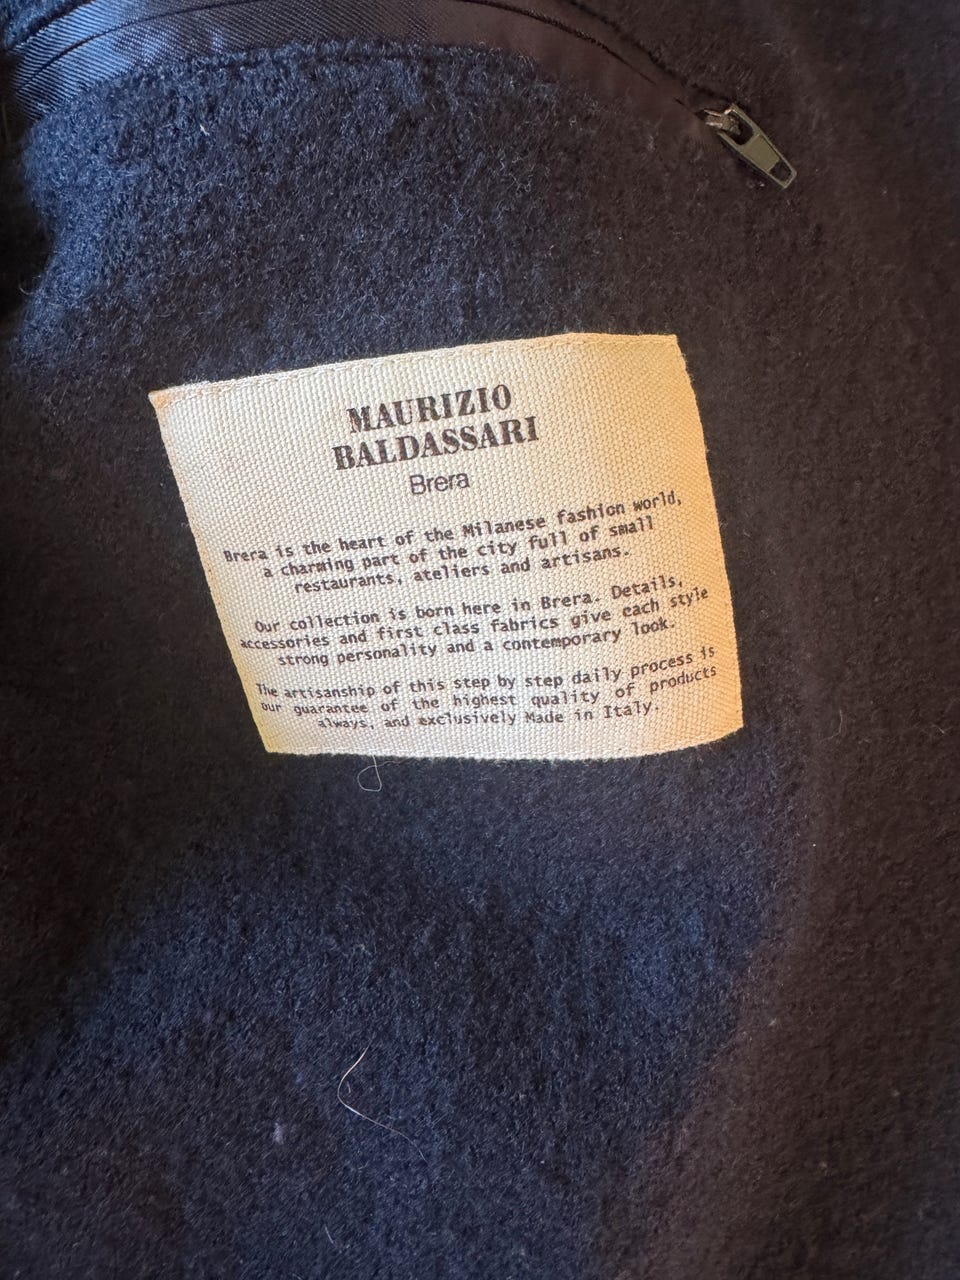 MAURIZIO
BALDASSARI
Brera
Brera is the heart of the Milanese fashion world,
a charming part of the city full of small
restaurants, ateliers and artisans.
Our collection is born here in Brera. Details,
accessories and first class fabrics give each style
strong personality and a contemporary look.
The artisanship of this step by step daily process is
our guarantee of the highest quality of products
always, and exclusively Made in Italy.